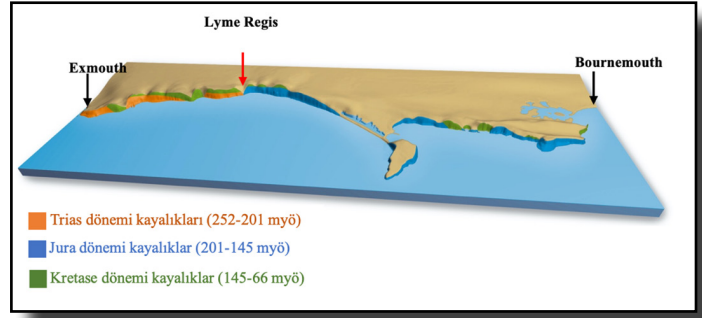 Lyme Regis
Exmouth
Bournemouth
Trias dönemi kayalıkları (252-201 myö)
Jura dönemi kayalıklar (201-145 myö)
Kretase dönemi kayalıklar (145-66 myö)